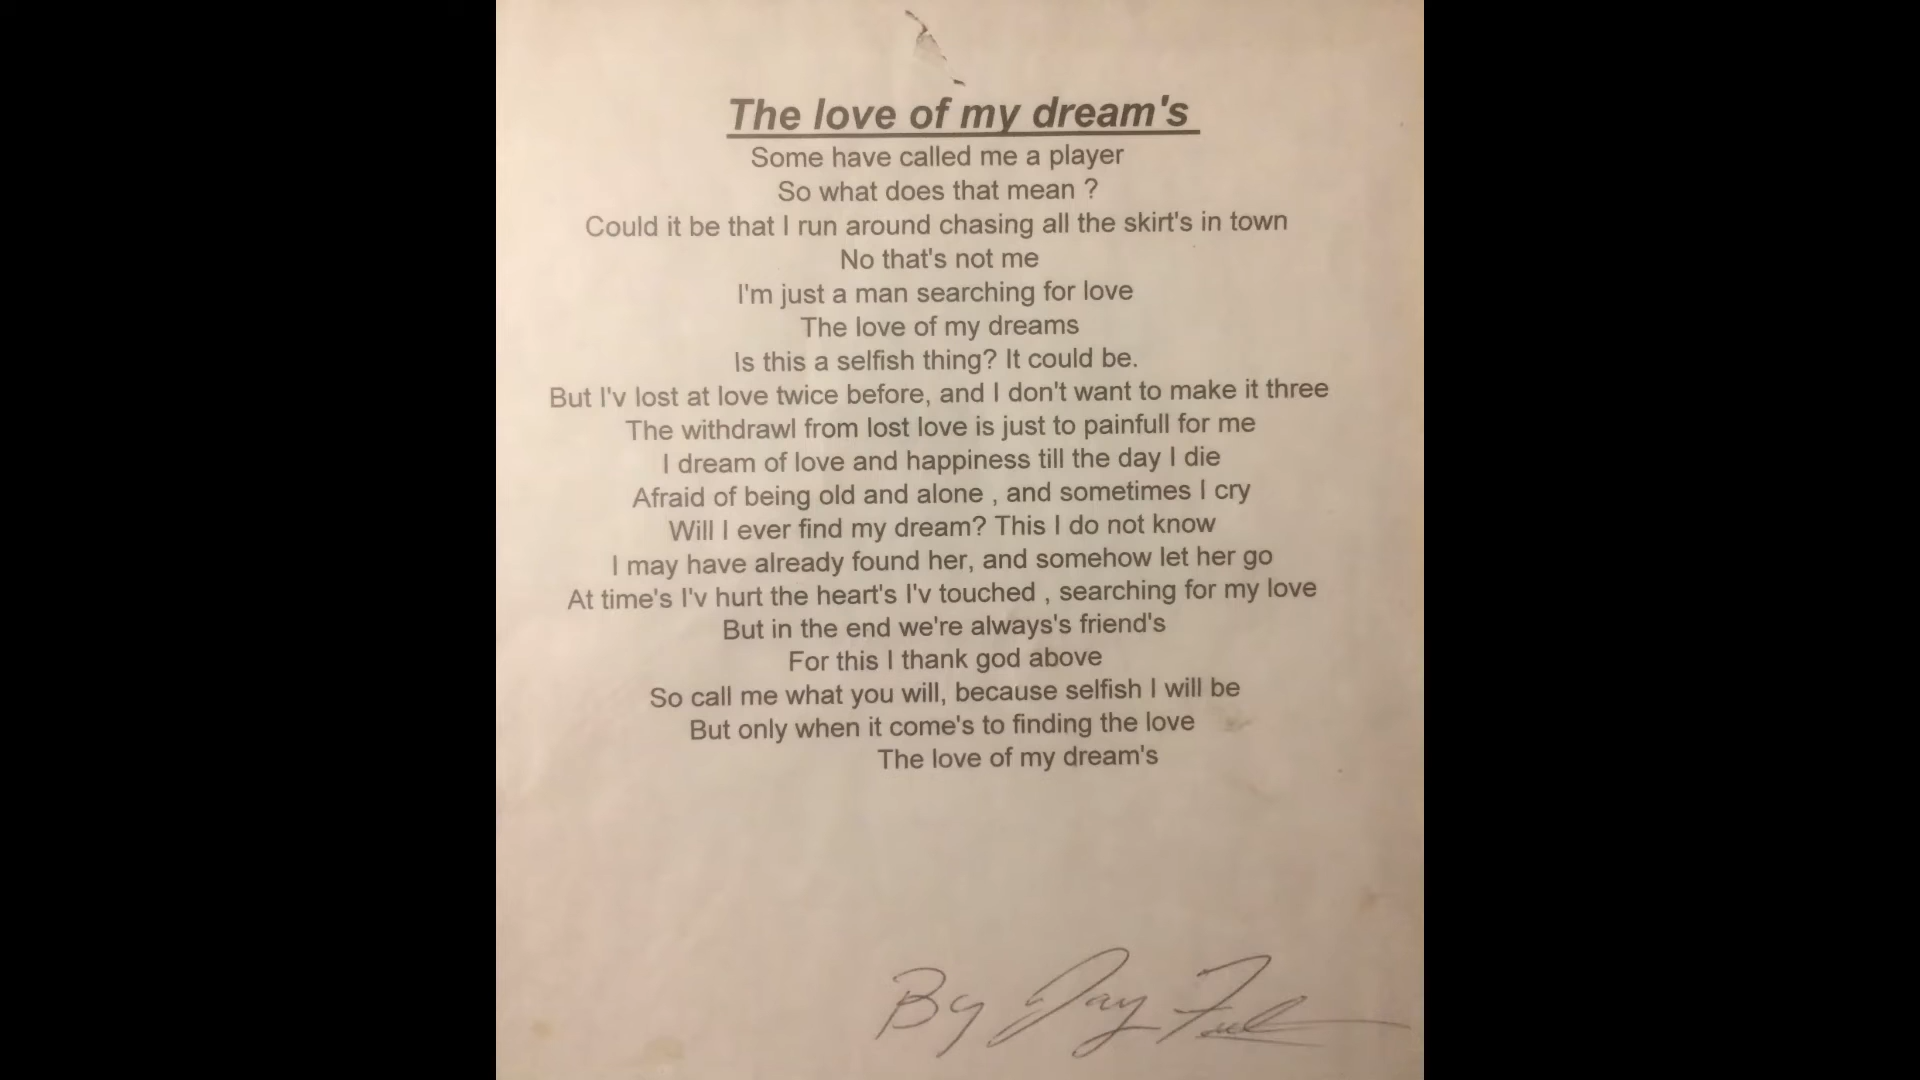 The love of my dream's
Some have called me a player
So what does that mean ?
Could it be that I run around chasing all the skirt's in town
No that's not me
I'm just a man searching for love
The love of my dreams
Is this a selfish thing? It could be.
But I'v lost at love twice before, and I don't want to make it three
The withdrawl from lost love is just to painfull for me
I dream of love and happiness till the day I die
Afraid of being old and alone , and sometimes I cry
Will I ever find my dream? This I do not know
I may have already found her, and somehow let her go
At time's I'v hurt the heart's I'v touched , searching for my love
But in the end we're always's friend's
For this I thank god above
So call me what you will, because selfish I will be
But only when it come's to finding the love
The love of my dream's
By Jay